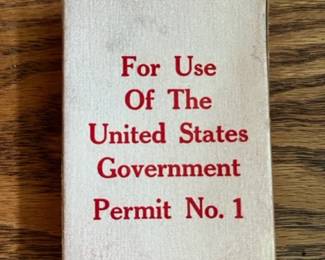 For Use
Of The
United States
Government
Permit No. 1